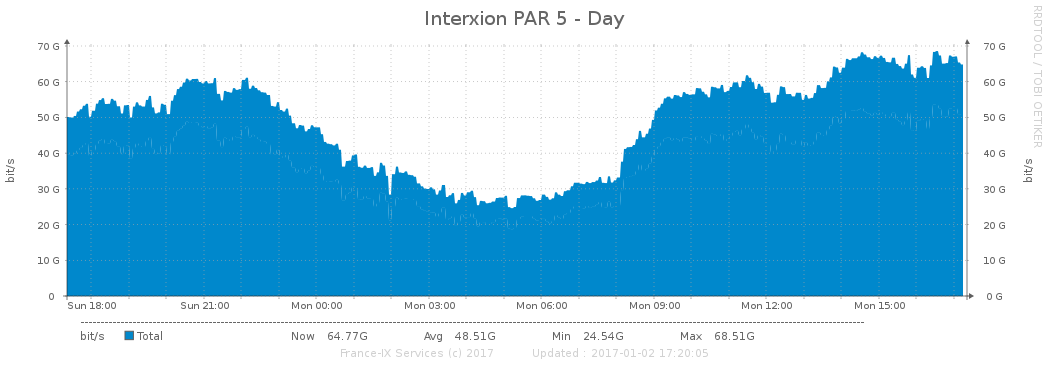 Interxion PAR 5 - Day
RRDTOOL / TOBI OETIKER
bit/s
70 G
60 G
50 G
40 G
30 G
20 G
10 G
0
70 G
60 G
50 G
40 G
30 G
20 G
10 G
0 G
bit/s
Sun 18:00 Sun 21:00 Mon 00:00 Mon 03:00 Mon 06:00 Mon 09:00 Mon 12:00 Mon 15:00
bit/s Total Now 64.77G Avg 48.51G Min 24.54G Max 68.51G
France-IX Services (c) 2017 Updated : 2017-01-02 17:20:05